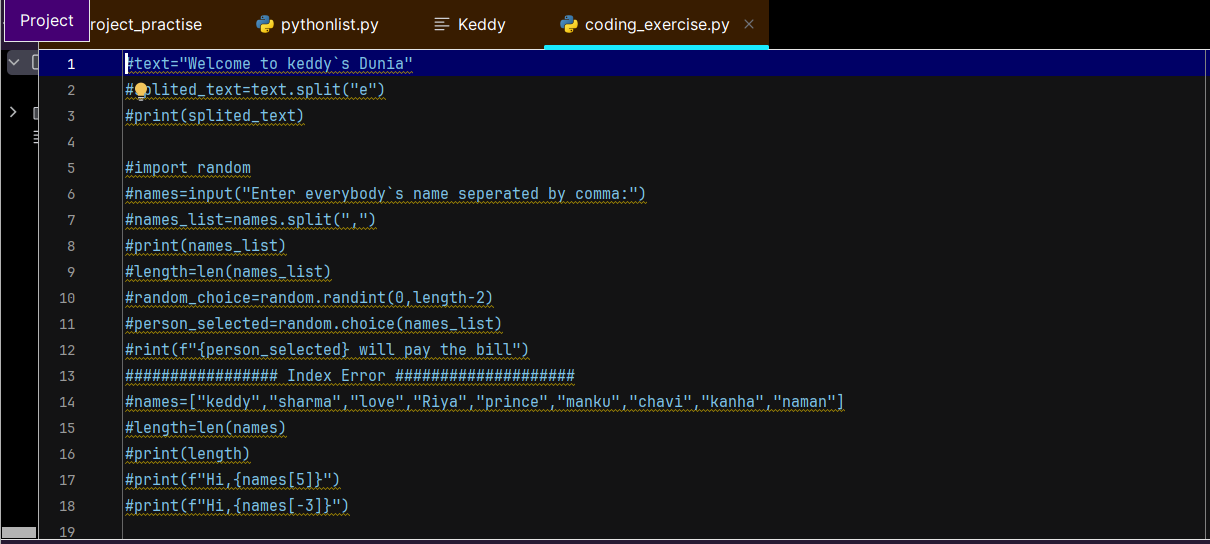 Project
roject_practise pythonlist.py Keddy coding_exercise.py
1 #text="Welcome to keddy`s Dunia"
2 #splited_text=text.split("e")
3 #print(splited_text)
4
5 #import random
6 #names=input("Enter everybody`s name seperated by comma:")
7 #names_list=names.split(",")
8 #print(names_list)
9 #length=len(names_list)
10 #random_choice=random.randint(0,length-2)
11 #person_selected=random.choice(names_list)
12 #rint(f"{person_selected} will pay the bill")
13 ################# Index Error ####################
14 #names=["keddy","sharma","love","Riya","prince","manku","chavi","kanha","naman"]
15 #length=len(names)
16 #print(length)
17 #print(f"Hi,{names[5]}")
18 #print(f"Hi,{names[-3]}")
19